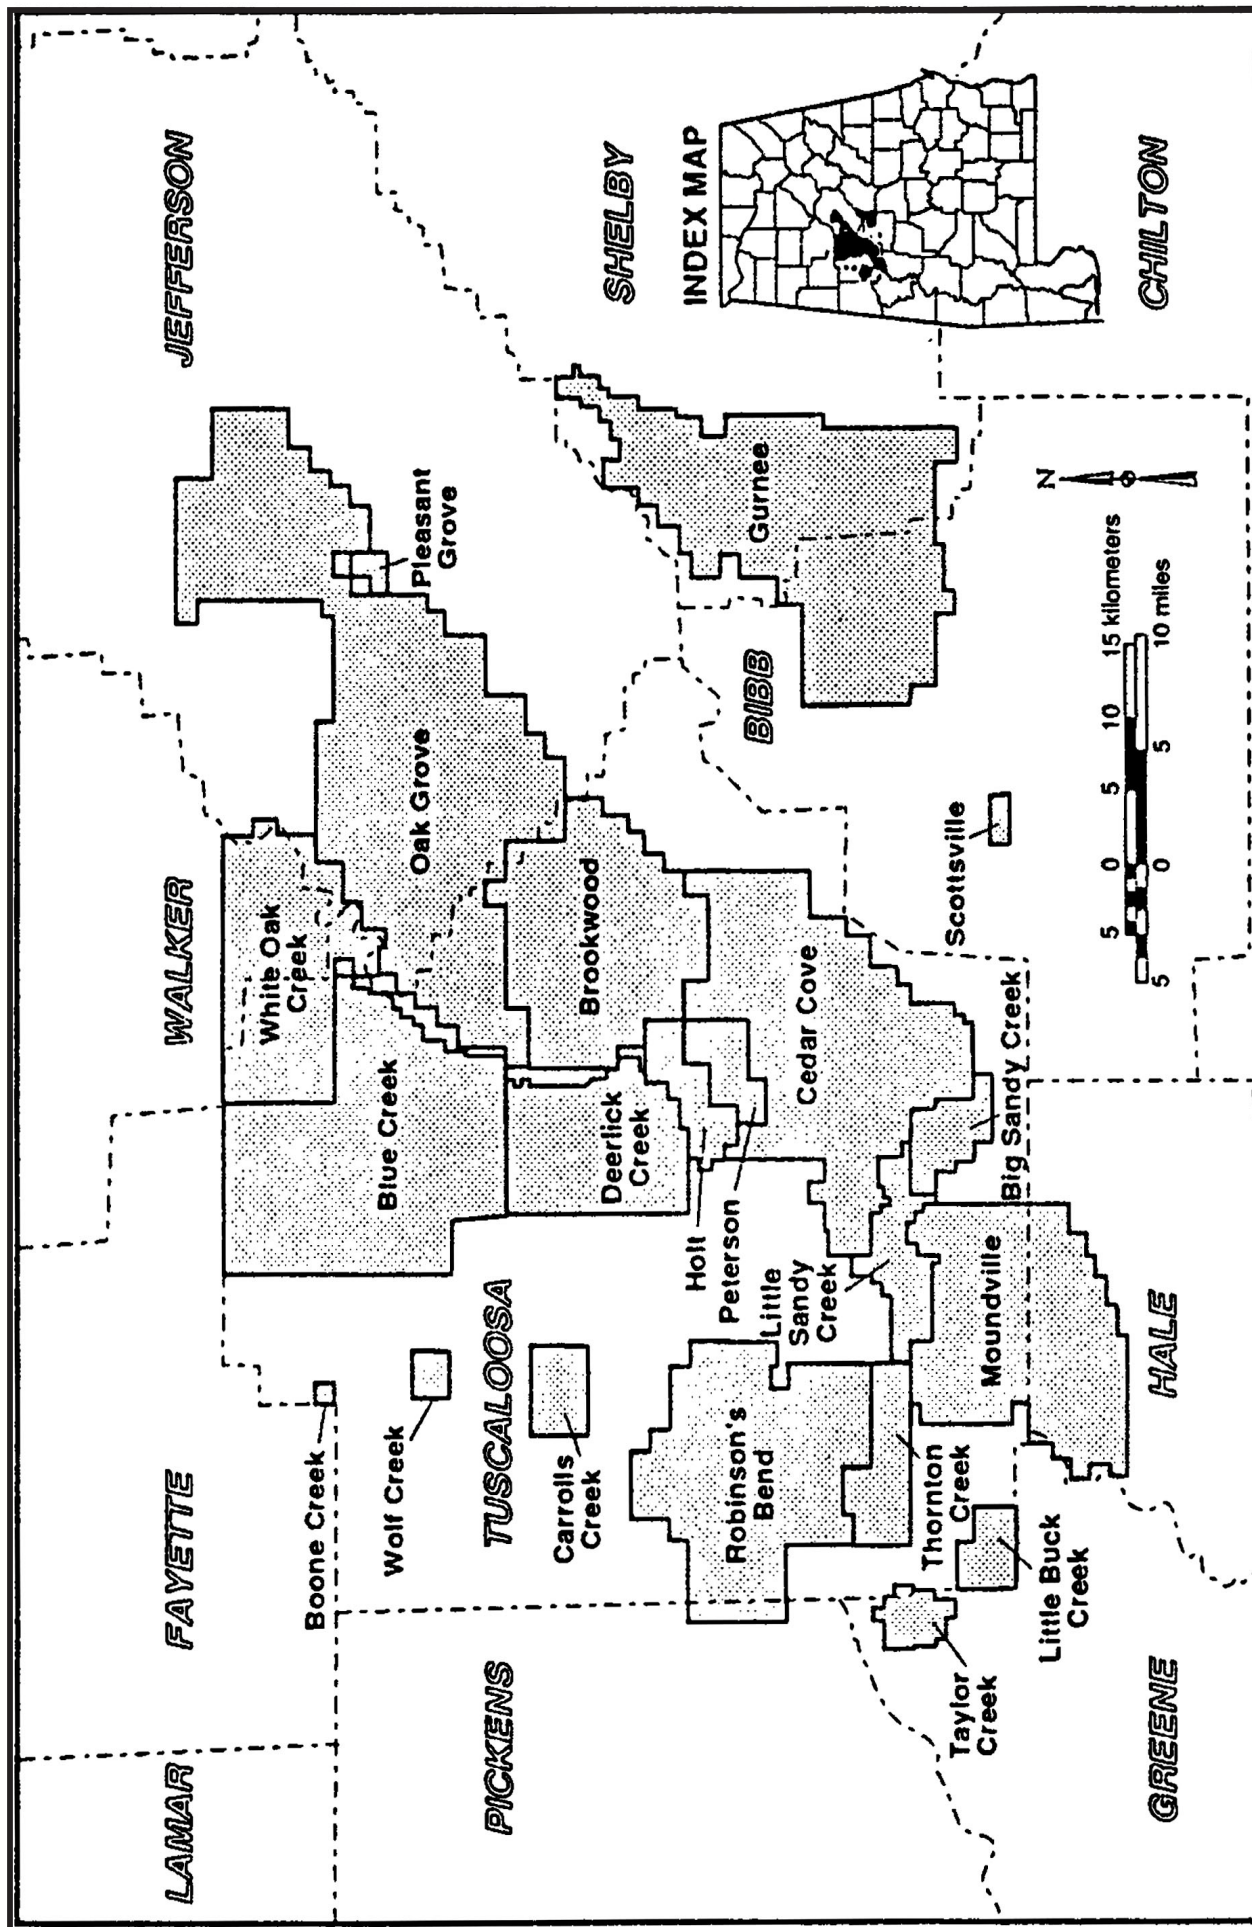 LAMAR
FAYETTE
WALKER
JEFFERSON
Boone Creek
White Oak
Creek
Pleasant
Grove
Wolf Creek
Blue Creek
Oak Grove
PICKENS
TUSCALOOSA
Carrolls
Creek
Deerlick
Creek
Brookwood
SHELBY
Holt
Peterson
INDEX MAP
Robinson's
Bend
Little
Sandy
Creek
Cedar Cove
BIBB
Gurnee
Taylor
Creek
Thornton
Creek
Moundville
Big Sandy Creek
Scottsville
Little Buck
Creek
N
5 0 5 10 15 kilometers
5 0 5 10 miles
GREENE
HALE
CHILTON